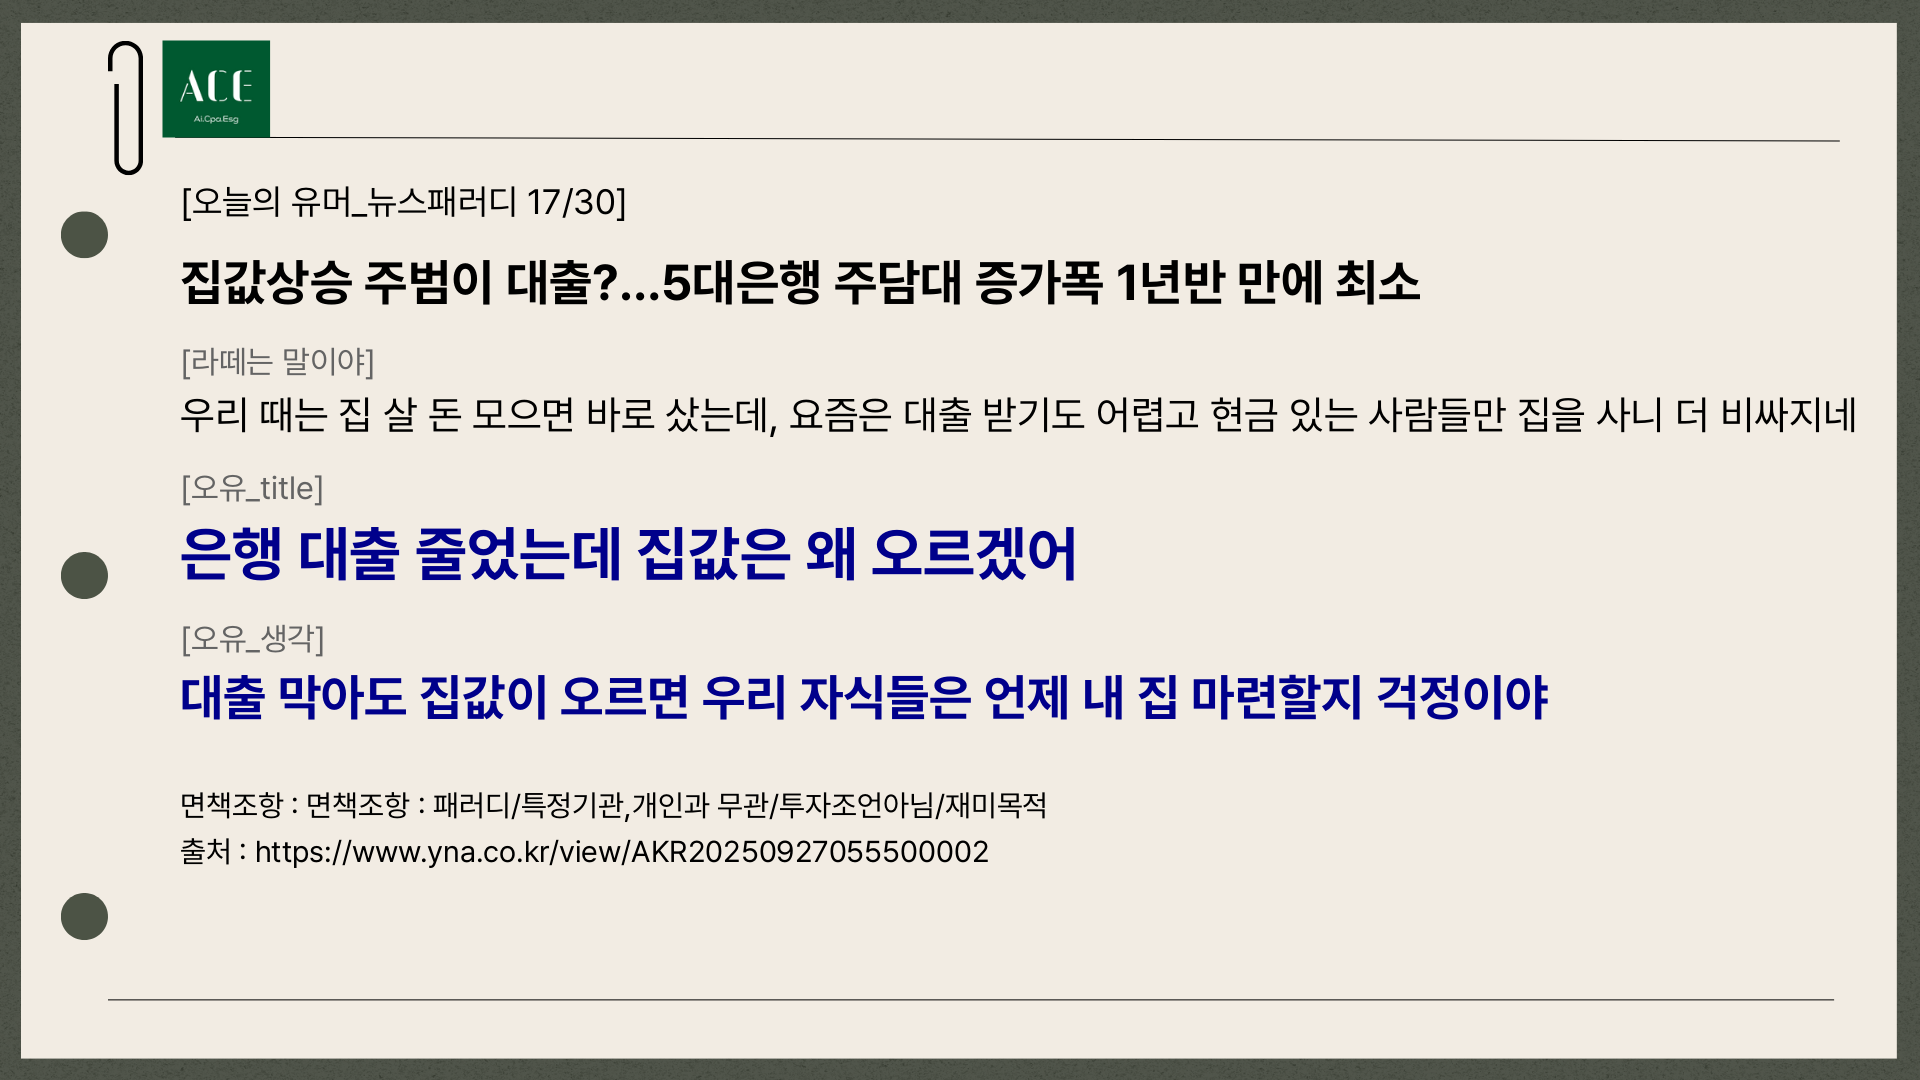 ACE
Ai.Cpa.Esg
[오늘의 유머_뉴스패러디 17/30]
집값상승 주범이 대출?...5대은행 주담대 증가폭 1년반 만에 최소
[라떼는 말이야]
우리 때는 집 살 돈 모으면 바로 샀는데, 요즘은 대출 받기도 어렵고 현금 있는 사람들만 집을 사니 더 비싸지네
[오유_title]
은행 대출 줄었는데 집값은 왜 오르겠어
[오유_생각]
대출 막아도 집값이 오르면 우리 자식들은 언제 내 집 마련할지 걱정이야
면책조항 : 면책조항 : 패러디/특정기관,개인과 무관/투자조언아님/재미목적
출처 : https://www.yna.co.kr/view/AKR20250927055500002